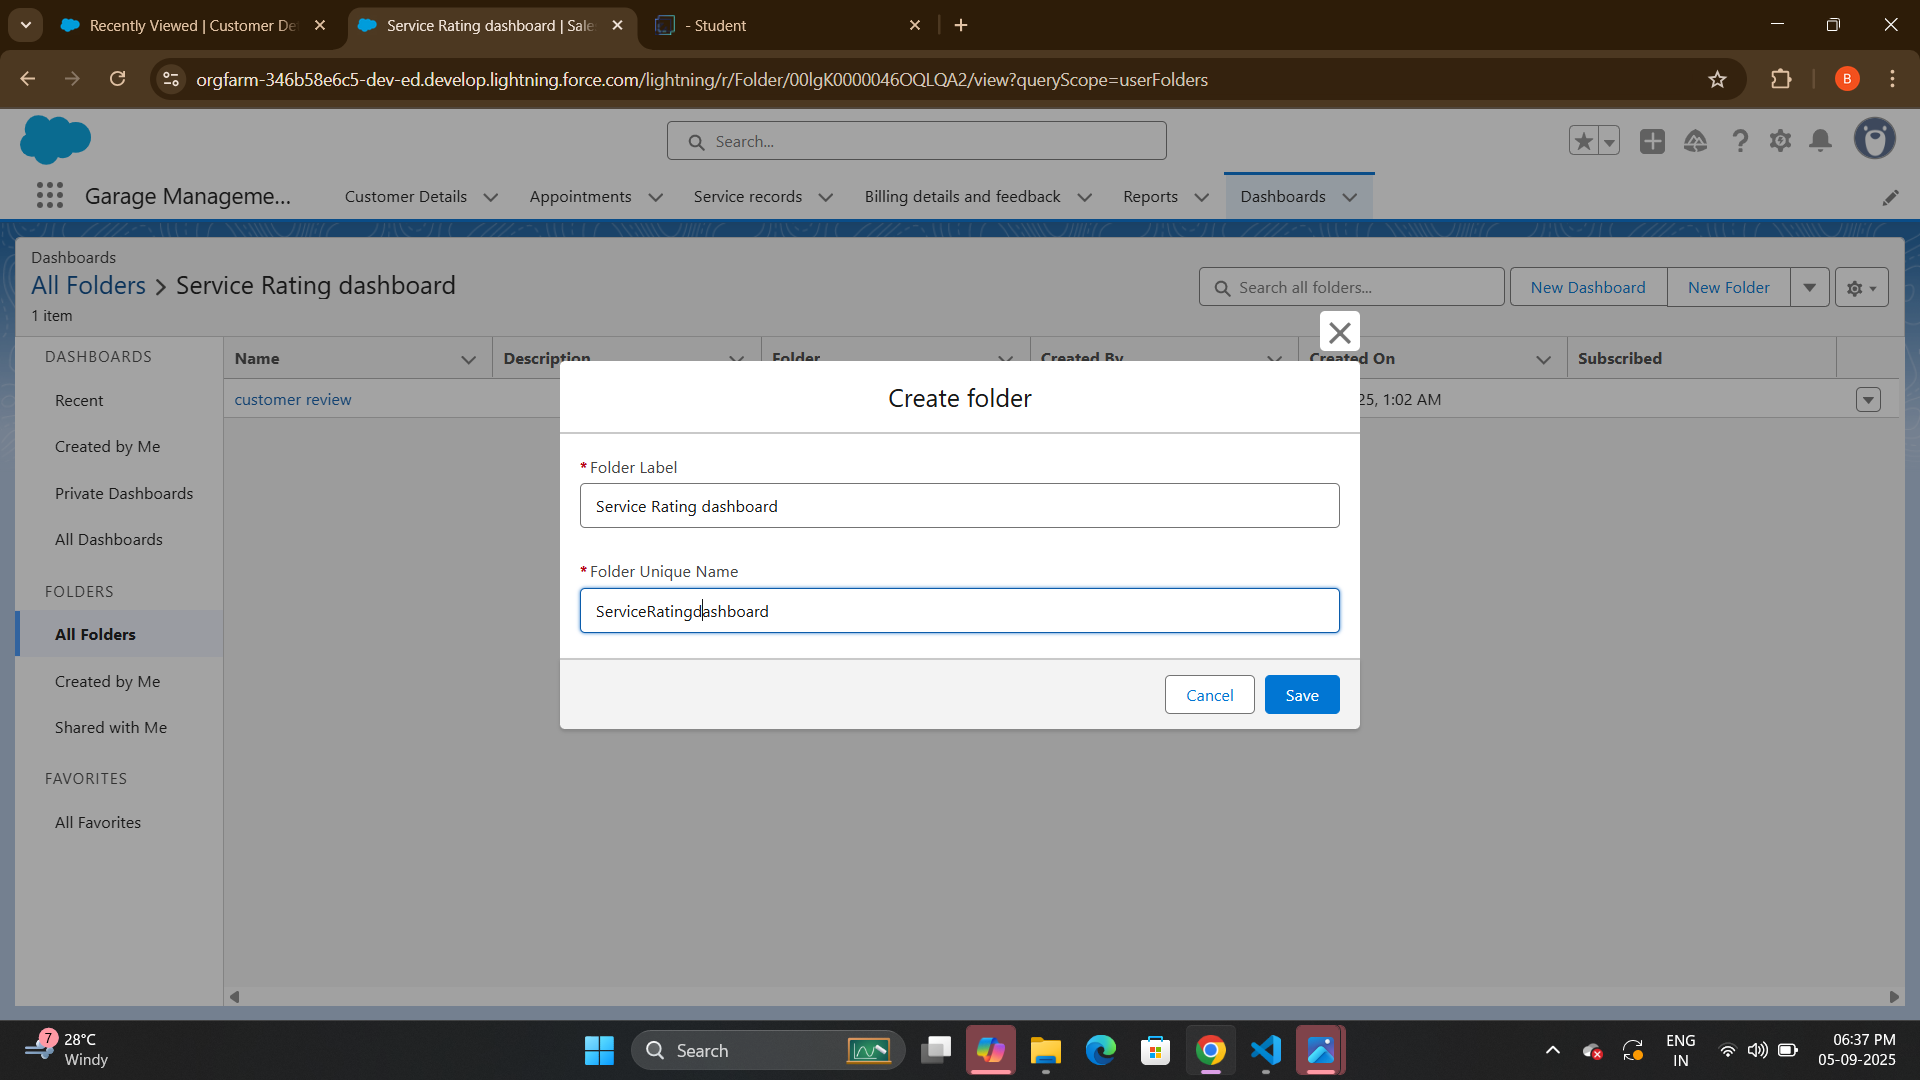 Recently Viewed | Customer De
Service Rating dashboard | Sale
- Student
orgfarm-346b58e6c5-dev-ed.develop.lightning.force.com/lightning/r/Folder/00lgK0000046OQLQA2/view?queryScope=userFolders
B
Search...
Garage Manageme...
Customer Details
Appointments
Service records
Billing details and feedback
Reports
Dashboards
Dashboards
All Folders > Service Rating dashboard
1 item
Search all folders...
New Dashboard
New Folder
DASHBOARDS
Recent
Created by Me
Private Dashboards
All Dashboards
FOLDERS
All Folders
Created by Me
Shared with Me
FAVORITES
All Favorites
Name
Description
Folder
Created By
Created On
Subscribed
customer review
25, 1:02 AM
Create folder
*Folder Label
Service Rating dashboard
*Folder Unique Name
ServiceRatingdashboard
Cancel
Save
7
28°C
Windy
Search
ENG
IN
06:37 PM
05-09-2025